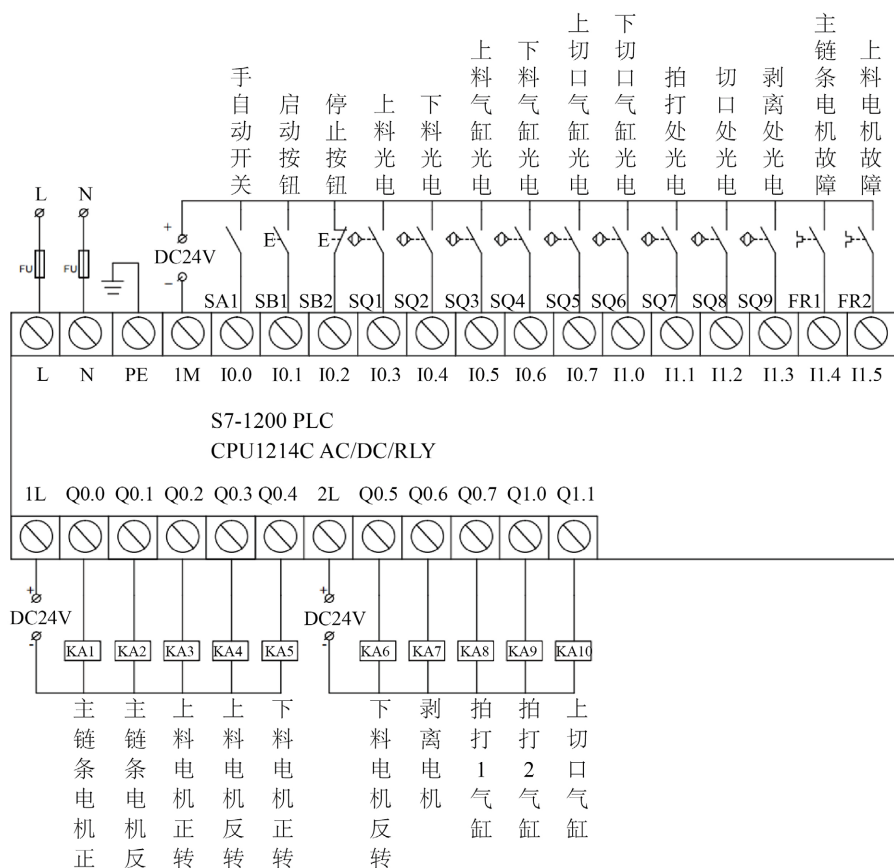 手自动开关
启动按钮
停止按钮
上料光电
下料光电
上料气缸光电
下料气缸光电
上切口气缸光电
下切口气缸光电
拍打处光电
切口处光电
剥离处光电
主链条电机故障
上料电机故障
L N
+
DC24V
-
FU FU
SA1 SB1 SB2 SQ1 SQ2 SQ3 SQ4 SQ5 SQ6 SQ7 SQ8 SQ9 FR1 FR2
L N PE 1M I0.0 I0.1 I0.2 I0.3 I0.4 I0.5 I0.6 I0.7 I1.0 I1.1 I1.2 I1.3 I1.4 I1.5
S7-1200 PLC
CPU1214C AC/DC/RLY
1L Q0.0 Q0.1 Q0.2 Q0.3 Q0.4 2L Q0.5 Q0.6 Q0.7 Q1.0 Q1.1
+ +
DC24V DC24V
- -
KA1 KA2 KA3 KA4 KA5 KA6 KA7 KA8 KA9 KA10
主链条电机正
主链条电机反
上料电机正转
上料电机反转
下料电机正转
下料电机反转
剥离电机
拍打1气缸
拍打2气缸
上切口气缸